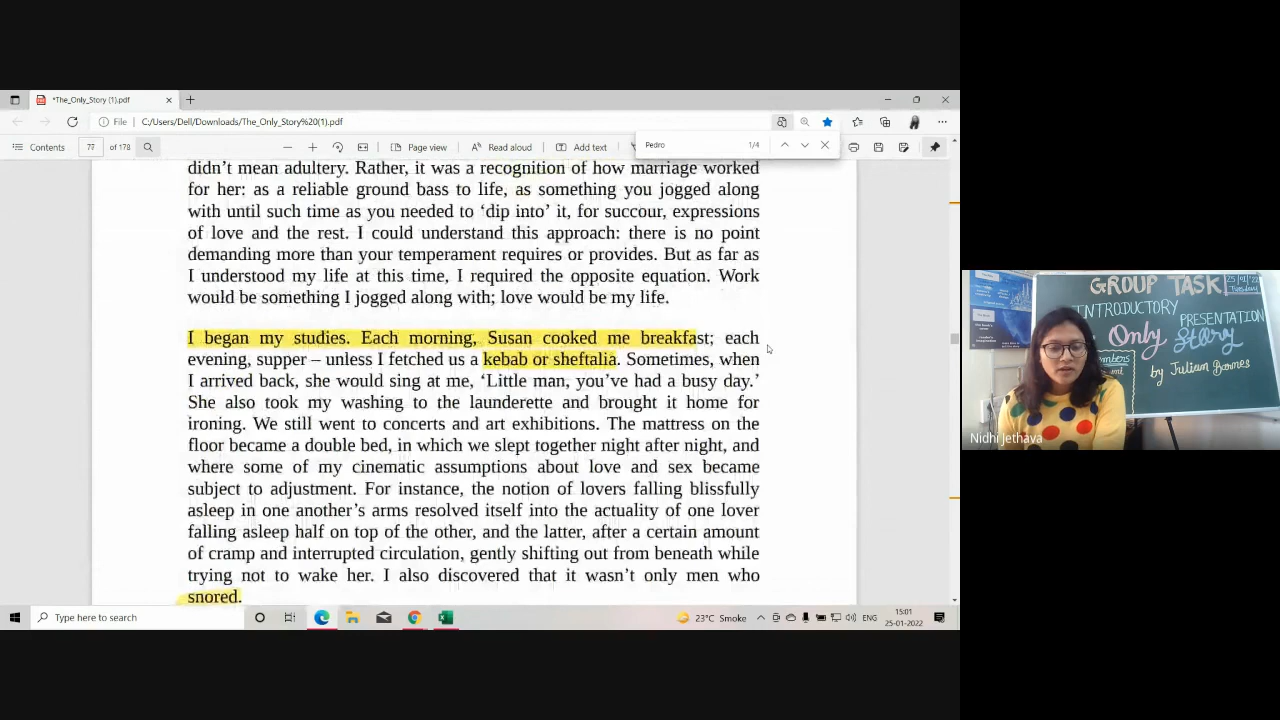 *The_Only_Story (1).pdf
File
C:/Users/Dell/Downloads/The_Only_Story%20(1).pdf
Contents
77
of 178
Page view
Read aloud
Add text
Pedro
1/4
didn’t mean adultery. Rather, it was a recognition of how marriage worked
for her: as a reliable ground bass to life, as something you jogged along
with until such time as you needed to ‘dip into’ it, for succour, expressions
of love and the rest. I could understand this approach: there is no point
demanding more than your temperament requires or provides. But as far as
I understood my life at this time, I required the opposite equation. Work
would be something I jogged along with; love would be my life.
I began my studies. Each morning, Susan cooked me breakfast; each
evening, supper – unless I fetched us a kebab or sheftalia. Sometimes, when
I arrived back, she would sing at me, ‘Little man, you’ve had a busy day.’
She also took my washing to the launderette and brought it home for
ironing. We still went to concerts and art exhibitions. The mattress on the
floor became a double bed, in which we slept together night after night, and
where some of my cinematic assumptions about love and sex became
subject to adjustment. For instance, the notion of lovers falling blissfully
asleep in one another’s arms resolved itself into the actuality of one lover
falling asleep half on top of the other, and the latter, after a certain amount
of cramp and interrupted circulation, gently shifting out from beneath while
trying not to wake her. I also discovered that it wasn’t only men who
snored.
Type here to search
23°C Smoke
ENG
15:01
25-01-2022
GROUP TASK
25/01/22
Tuesday
INTRODUCTORY
PRESENTATION
Only Story
by Julian Barnes
Nidhi Jethava